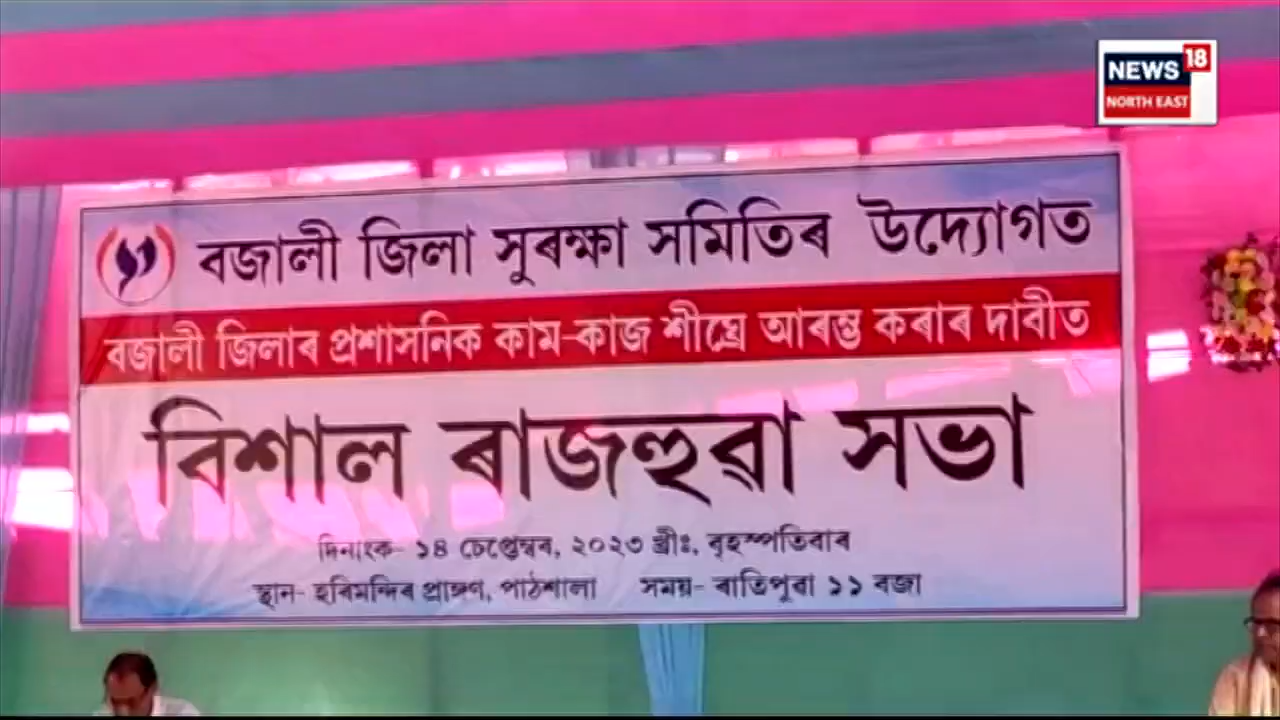 NEWS 18
NORTH EAST
বজালী জিলা সুৰক্ষা সমিতিৰ উদ্যোগত
বজালী জিলাৰ প্ৰশাসনিক কাম-কাজ শীঘ্ৰে আৰম্ভ কৰাৰ দাবীত
বিশাল ৰাজহুৱা সভা
দিনাংক- ১৪ চেপ্তেম্বৰ, ২০২৩ খ্ৰীঃ, বৃহস্পতিবাৰ
স্থান- হৰিমন্দিৰ প্ৰাঙ্গণ, পাঠশালা সময়- ৰাতিপুৱা ১১ বজা